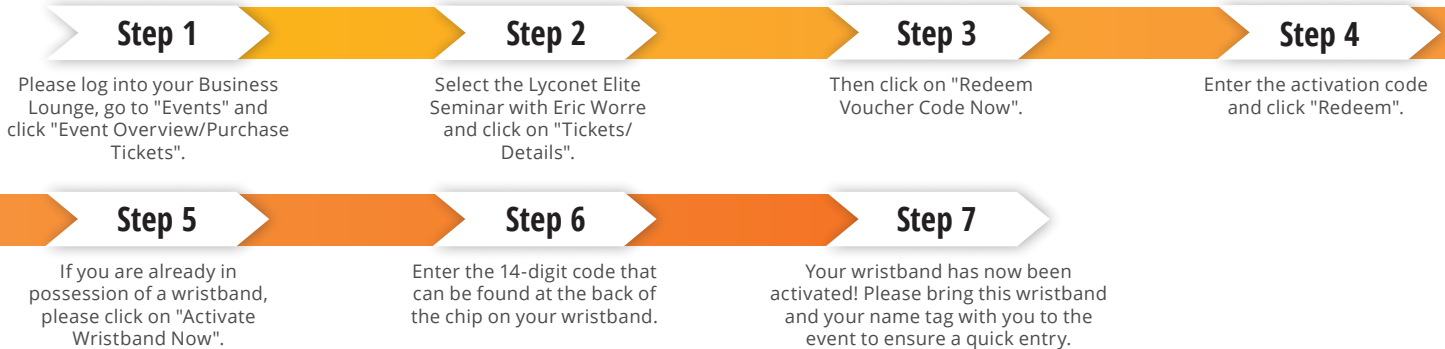 Step 1
Please log into your Business
Lounge, go to "Events" and
click "Event Overview/Purchase
Tickets".
Step 2
Select the Lyconet Elite
Seminar with Eric Worre
and click on "Tickets/
Details".
Step 3
Then click on "Redeem
Voucher Code Now".
Step 4
Enter the activation code
and click "Redeem".
Step 5
If you are already in
possession of a wristband,
please click on "Activate
Wristband Now".
Step 6
Enter the 14-digit code that
can be found at the back of
the chip on your wristband.
Step 7
Your wristband has now been
activated! Please bring this wristband
and your name tag with you to the
event to ensure a quick entry.